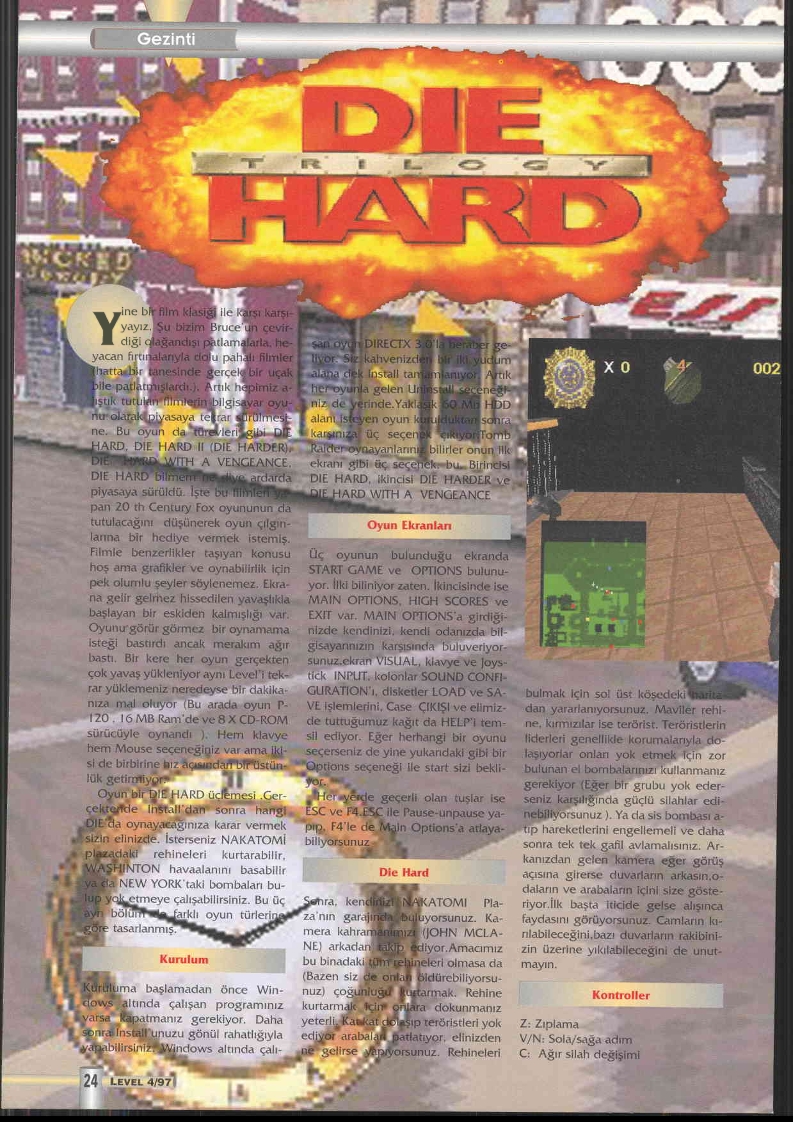 Gezinti
DIE
TRILOGY
HARD
WICKED
ESS
Yine bir film klasiği ile karşı karşı-
yayız. Şu bizim Bruce'un çevir-
diği olağandışı patlamalarla, he-
yacan fırtınalarıyla dolu pahalı filmler
(hatta bir tanesinde gerçek bir uçak
bile patlatmışlardı.). Artık hepimiz a-
lıştık tutulan filmlerin bilgisayar oyu-
nu olarak piyasaya tekrar sürülmesi-
ne. Bu oyun da türevleri gibi DIE
HARD, DIE HARD II (DIE HARDER),
DIE HARD WITH A VENGEANCE.
DIE HARD bilmem ne diye ardarda
piyasaya sürüldü. İşte bu filmleri ya-
pan 20 th Century Fox oyununun da
tutulacağını düşünerek oyun çılgın-
larına bir hediye vermek istemiş.
Filmle benzerlikler taşıyan konusu
hoş ama grafikler ve oynabilirlik için
pek olumlu şeyler söylenemez. Ekra-
na gelir gelmez hissedilen yavaşlıkla
başlayan bir eskiden kalmışlığı var.
Oyunu görür görmez bir oynamama
isteği bastırdı ancak merakım ağır
bastı. Bir kere her oyun gerçekten
çok yavaş yükleniyor aynı Level'i tek-
rar yüklemeniz neredeyse bir dakika-
nıza mal oluyor (Bu arada oyun P-
120 , 16 MB Ram'de ve 8 X CD-ROM
sürücüyle oynandı ). Hem klavye
hem Mouse seçeneğiniz var ama iki-
si de birbirine hız açısından bir üstün-
lük getirmiyor.
Oyun bir DIE HARD üçlemesi .Ger-
çektende Install'dan sonra hangi
DIE'da oynayacağınıza karar vermek
sizin elinizde. İsterseniz NAKATOMİ
plazadaki rehineleri kurtarabilir,
WASHINTON havaalanını basabilir
ya da NEW YORK'taki bombaları bu-
lup yok etmeye çalışabilirsiniz. Bu üç
ayrı bölüm de farklı oyun türlerine
göre tasarlanmış.
Kurulum
Kuruluma başlamadan önce Win-
dows altında çalışan programınız
varsa kapatmanız gerekiyor. Daha
sonra Install'unuzu gönül rahatlığıyla
yapabilirsiniz. Windows altında çalı-
şan oyun DIRECTX 3.0'la beraber ge-
liyor. Siz kahvenizden bir iki yudum
alana dek Install tamamlanıyor. Artık
her oyunla gelen Uninstall seçeneği-
niz de yerinde.Yaklaşık 60 Mb HDD
alanı isteyen oyun kurulduktan sonra
karşınıza üç seçenek çıkıyor.Tomb
Raider oynayanlarınız bilirler onun ilk
ekranı gibi üç seçenek, bu. Birincisi
DIE HARD, ikincisi DIE HARDER ve
DIE HARD WITH A VENGEANCE
Oyun Ekranları
Üç oyunun bulunduğu ekranda
START GAME ve OPTIONS bulunu-
yor. İlki biliniyor zaten. İkincisinde ise
MAIN OPTIONS, HIGH SCORES ve
EXIT var. MAIN OPTIONS'a girdiği-
nizde kendinizi, kendi odanızda bil-
gisayarınızın karşısında buluveriyor-
sunuz.ekran VISUAL, klavye ve Joys-
tick INPUT, kolonlar SOUND CONFI-
GURATION'ı, disketler LOAD ve SA-
VE işlemlerini, Case ÇIKIŞI ve elimiz-
de tuttuğumuz kağıt da HELP'i tem-
sil ediyor. Eğer herhangi bir oyunu
seçerseniz de yine yukarıdaki gibi bir
Options seçeneği ile start sizi bekli-
yor.
Her yerde geçerli olan tuşlar ise
ESC ve F4.ESC ile Pause-unpause ya-
pıp, F4'le de Main Options'a atlaya-
biliyorsunuz
Die Hard
Sonra, kendinizi NAKATOMI Pla-
za'nın garajında buluyorsunuz. Ka-
mera kahramanımızı (JOHN MCLA-
NE) arkadan takip ediyor.Amacımız
bu binadaki tüm rehineleri olmasa da
(Bazen siz de onları öldürebiliyorsu-
nuz) çoğunluğu kurtarmak. Rehine
kurtarmak için onlara dokunmanız
yeterli. Kat kat dolaşıp teröristleri yok
ediyor arabaları patlatıyor, elinizden
ne gelirse yapıyorsunuz. Rehineleri
X 0
4
002
bulmak için sol üst köşedeki harita-
dan yararlanıyorsunuz. Maviler rehi-
ne, kırmızılar ise terörist. Teröristlerin
liderleri genellikle korumalarıyla do-
laşıyorlar onları yok etmek için zor
bulunan el bombalarınızı kullanmanız
gerekiyor (Eğer bir grubu yok eder-
seniz karşılığında güçlü silahlar edi-
nebiliyorsunuz ). Ya da sis bombası a-
tıp hareketlerini engellemeli ve daha
sonra tek tek gafil avlamalısınız. Ar-
kanızdan gelen kamera eğer görüş
açısına girerse duvarların arkasın,o-
daların ve arabaların içini size göste-
riyor.İlk başta iticide gelse alışınca
faydasını görüyorsunuz. Camların kı-
rılabileceğini,bazı duvarların rakibini-
zin üzerine yıkılabileceğini de unut-
mayın.
Kontroller
Z: Zıplama
V/N: Sola/sağa adım
C: Ağır silah değişimi
24 LEVEL 4/97